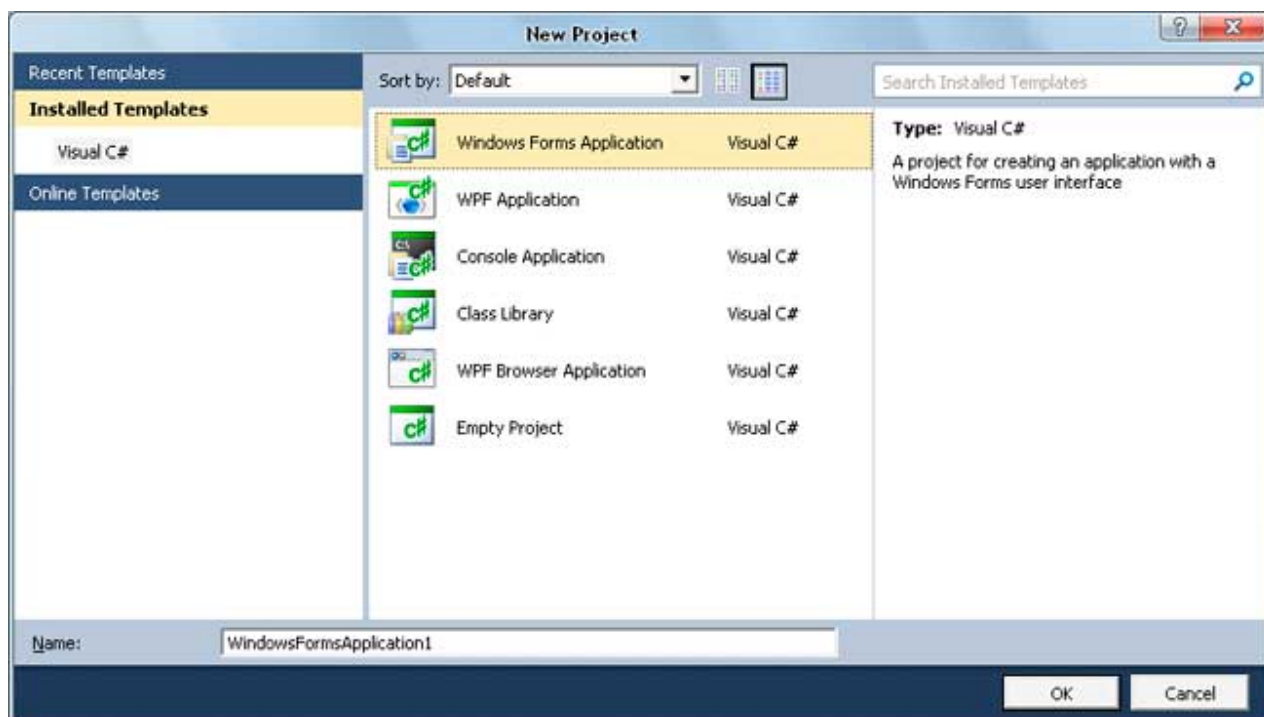 New Project
Recent Templates
Installed Templates
Visual C#
Online Templates
Sort by: Default
Search Installed Templates
Windows Forms Application Visual C#
WPF Application Visual C#
Console Application Visual C#
Class Library Visual C#
WPF Browser Application Visual C#
Empty Project Visual C#
Type: Visual C#
A project for creating an application with a
Windows Forms user interface
Name: WindowsFormsApplication1
OK Cancel